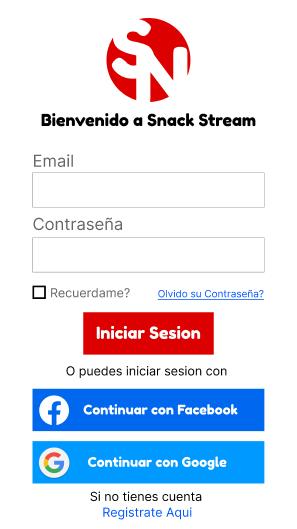 SN
Bienvenido a Snack Stream
Email
Contraseña
Recuerdame?
Olvido su Contraseña?
Iniciar Sesion
O puedes iniciar sesion con
Continuar con Facebook
Continuar con Google
Si no tienes cuenta
Registrate Aqui